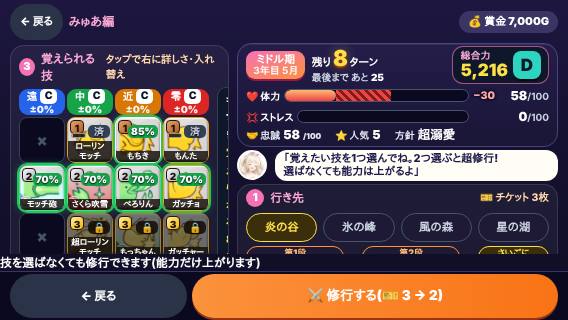 ← 戻る
みゅあ編
💰 賞金 7,000G
3 覚えられる技
タップで右に詳しさ・入れ替え
遠 C ±0%
中 C ±0%
近 C ±0%
零 C ±0%
×
1 済 ローリンモッチ
1 85% もちき
1 済 もんた
2 70% モッチ砲
2 70% さくら吹雪
2 70% ぺろりん
2 70% ガッチョ
×
3 超ローリンモッチ
3 もっちゃん
3 ガッチャー
ミドル期
3年目 5月
残り 8 ターン
最後まで あと 25
総合力
5,216 D
❤️ 体力 −30 58/100
💢 ストレス 0/100
🤝 忠誠 58 /100 ⭐ 人気 5 方針 超溺愛
「覚えたい技を1つ選んでね。2つ選ぶと超修行!
選ばなくても能力は上がるよ」
1 行き先
🎫 チケット 3枚
炎の谷
氷の峰
風の森
星の湖
第1段
第2段
さいごに
技を選ばなくても修行できます(能力だけ上がります)
← 戻る
⚔️ 修行する(🎫 3 → 2)